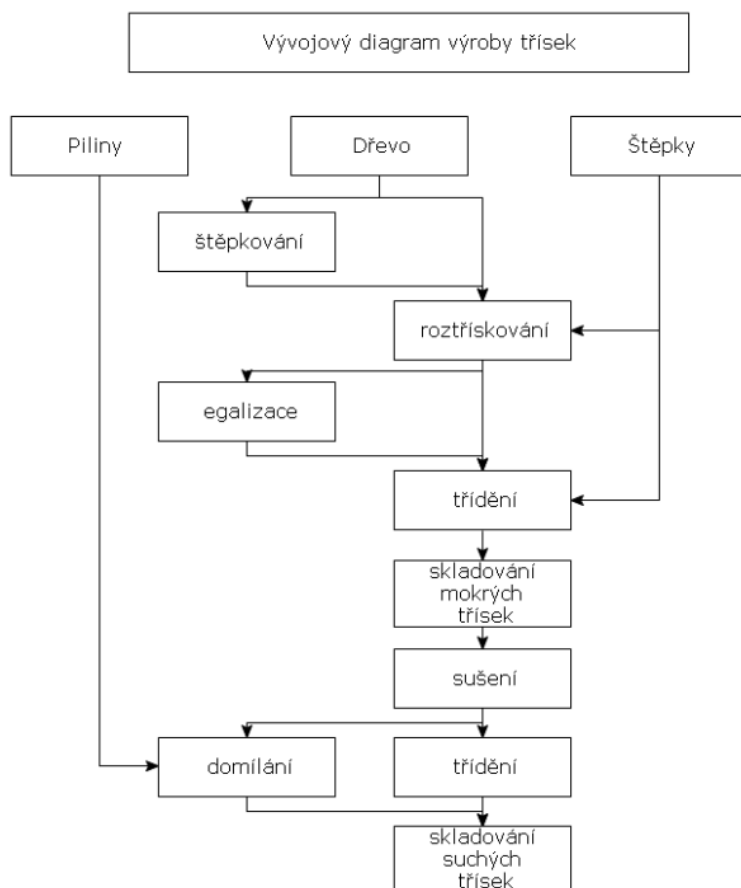 Vývojový diagram výroby třísek
Piliny
Dřevo
Štěpky
štěpkování
roztřískování
egalizace
třídění
skladování
mokrých
třísek
sušení
domílání
třídění
skladování
suchých
třísek